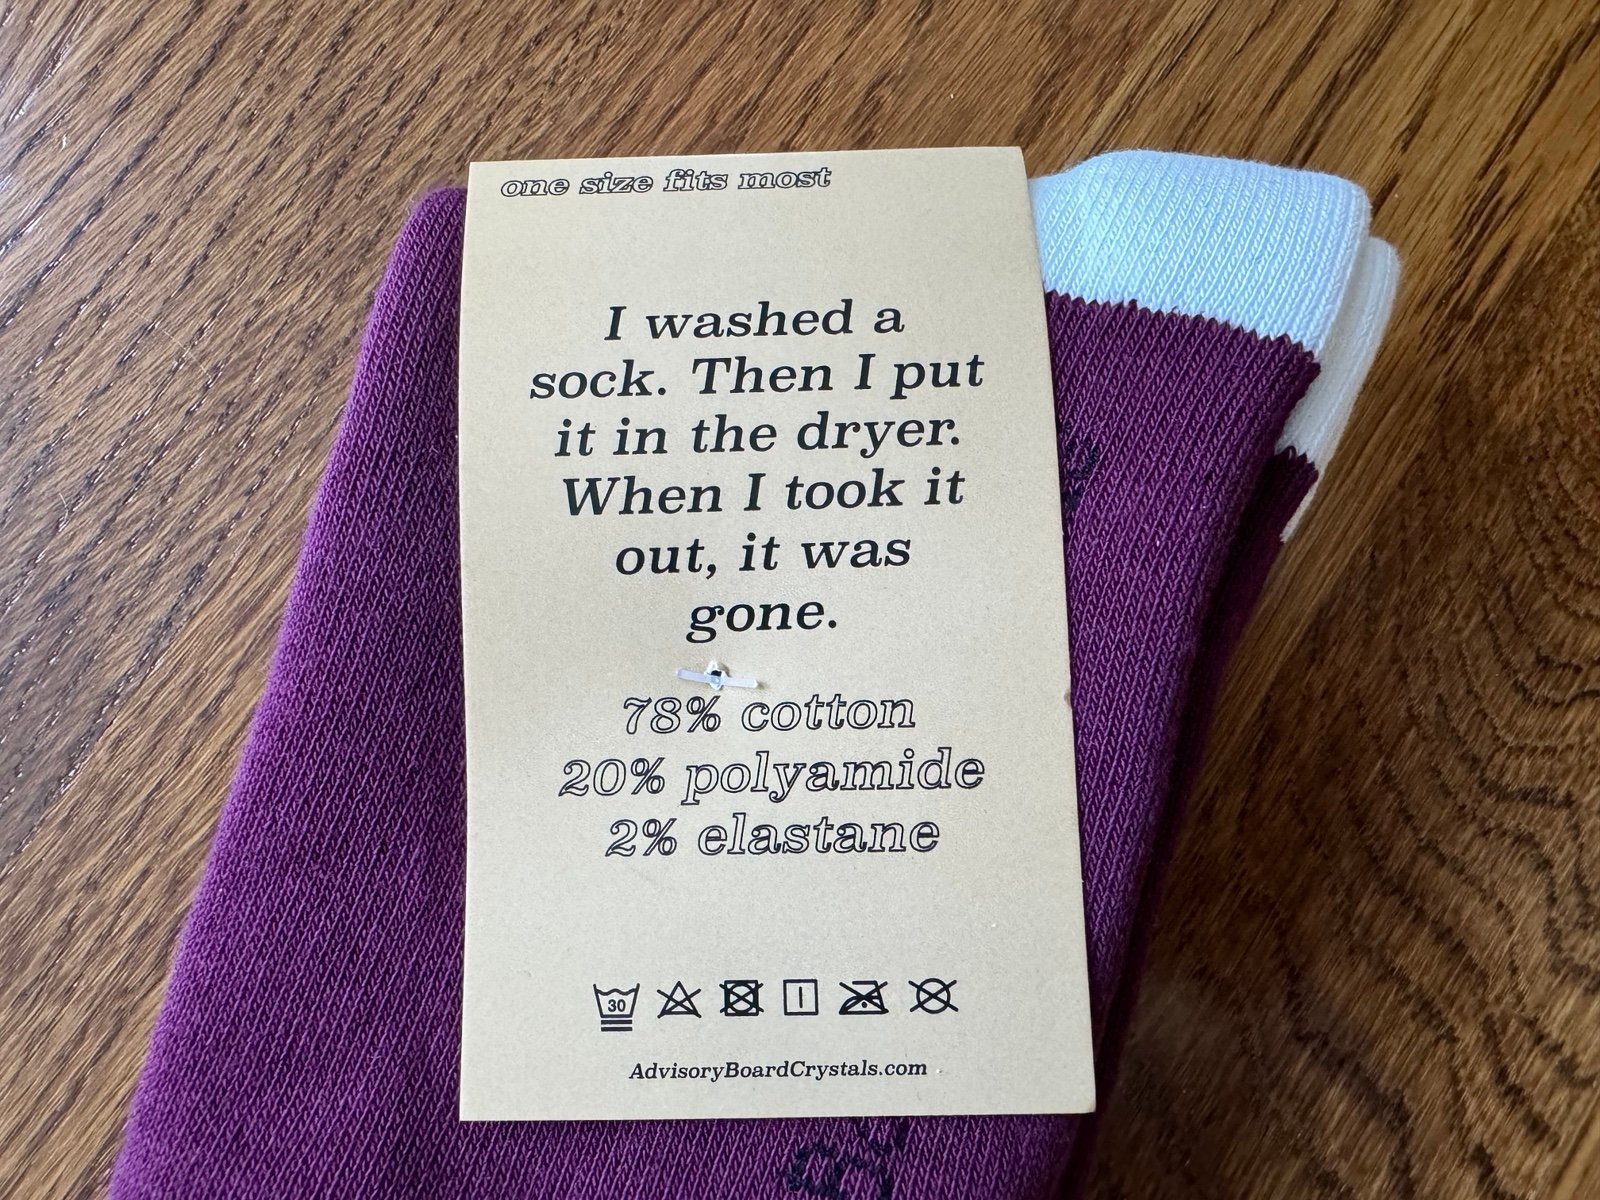 one size fits most
I washed a
sock. Then I put
it in the dryer.
When I took it
out, it was
gone.
78% cotton
20% polyamide
2% elastane
30
AdvisoryBoardCrystals.com